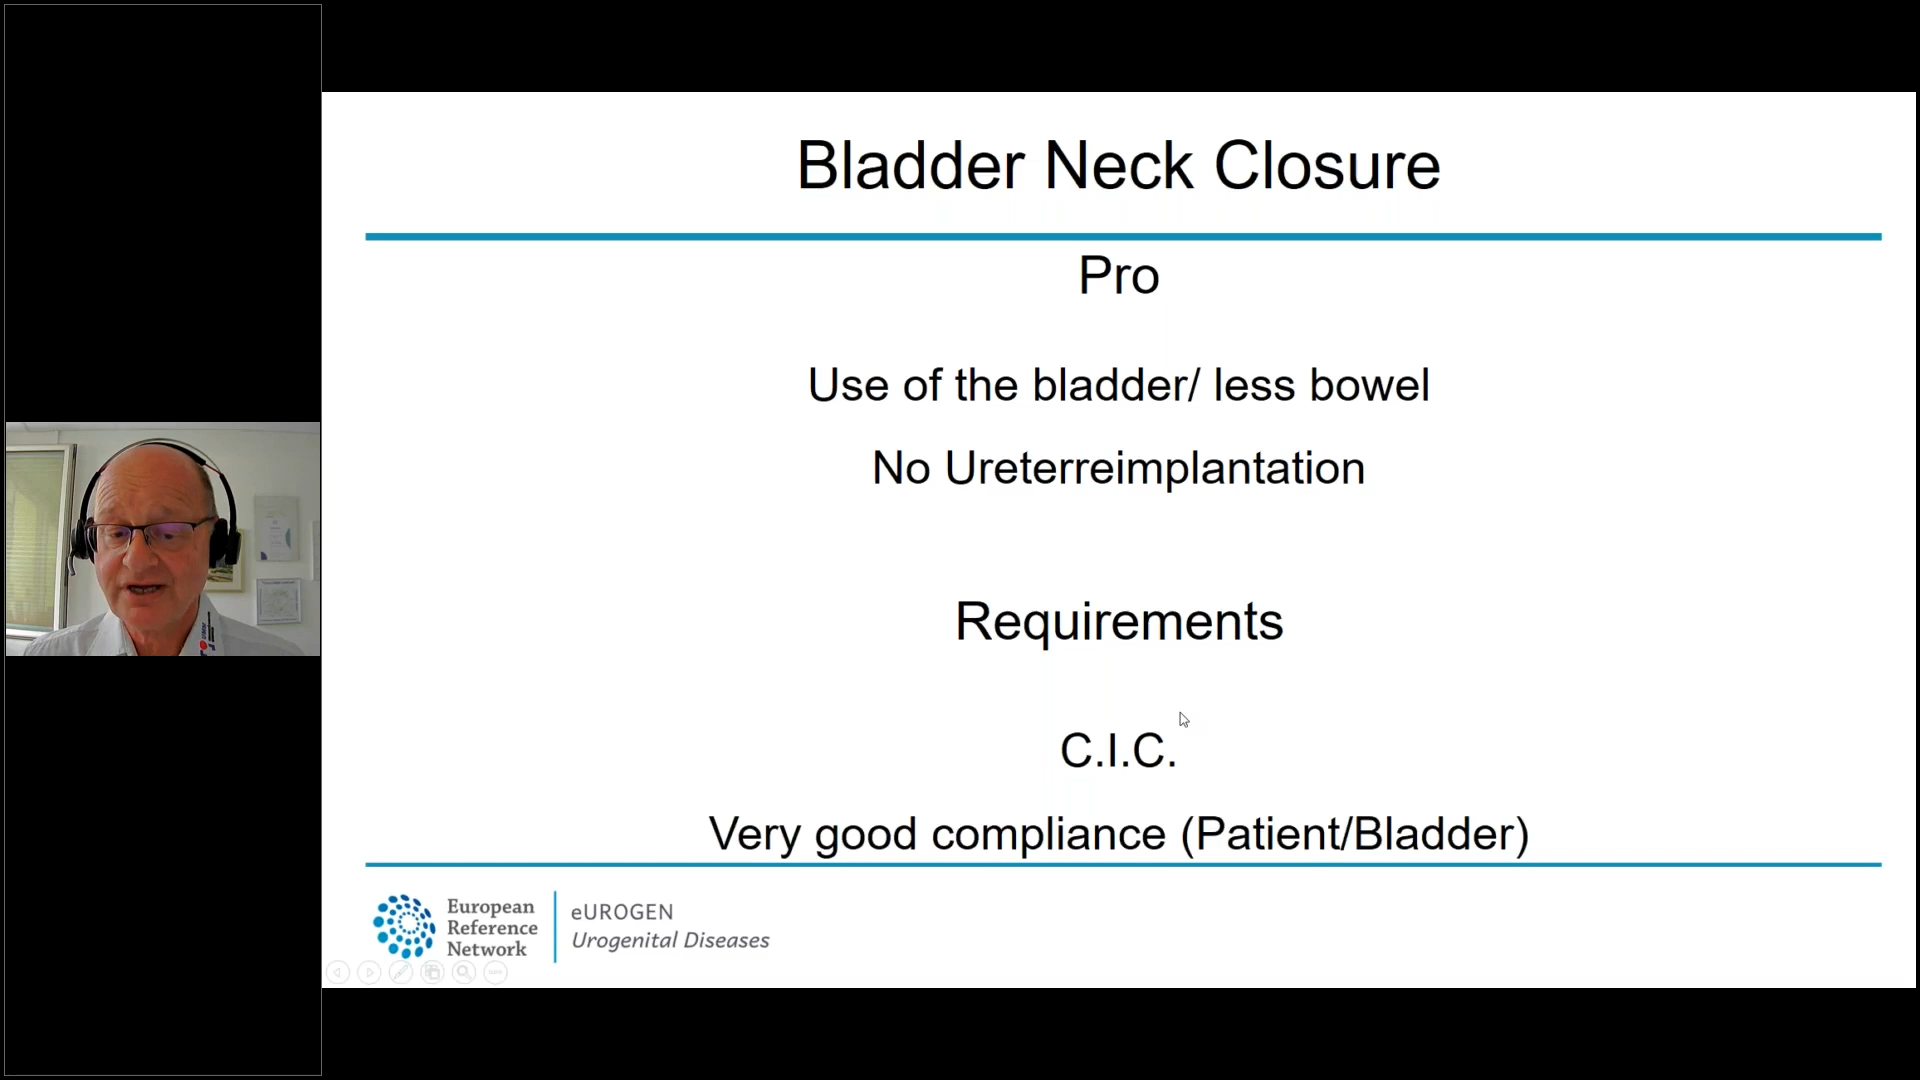 Bladder Neck Closure
Pro
Use of the bladder/ less bowel
No Ureterreimplantation
Requirements
C.I.C.
Very good compliance (Patient/Bladder)
European
Reference
Network
eUROGEN
Urogenital Diseases